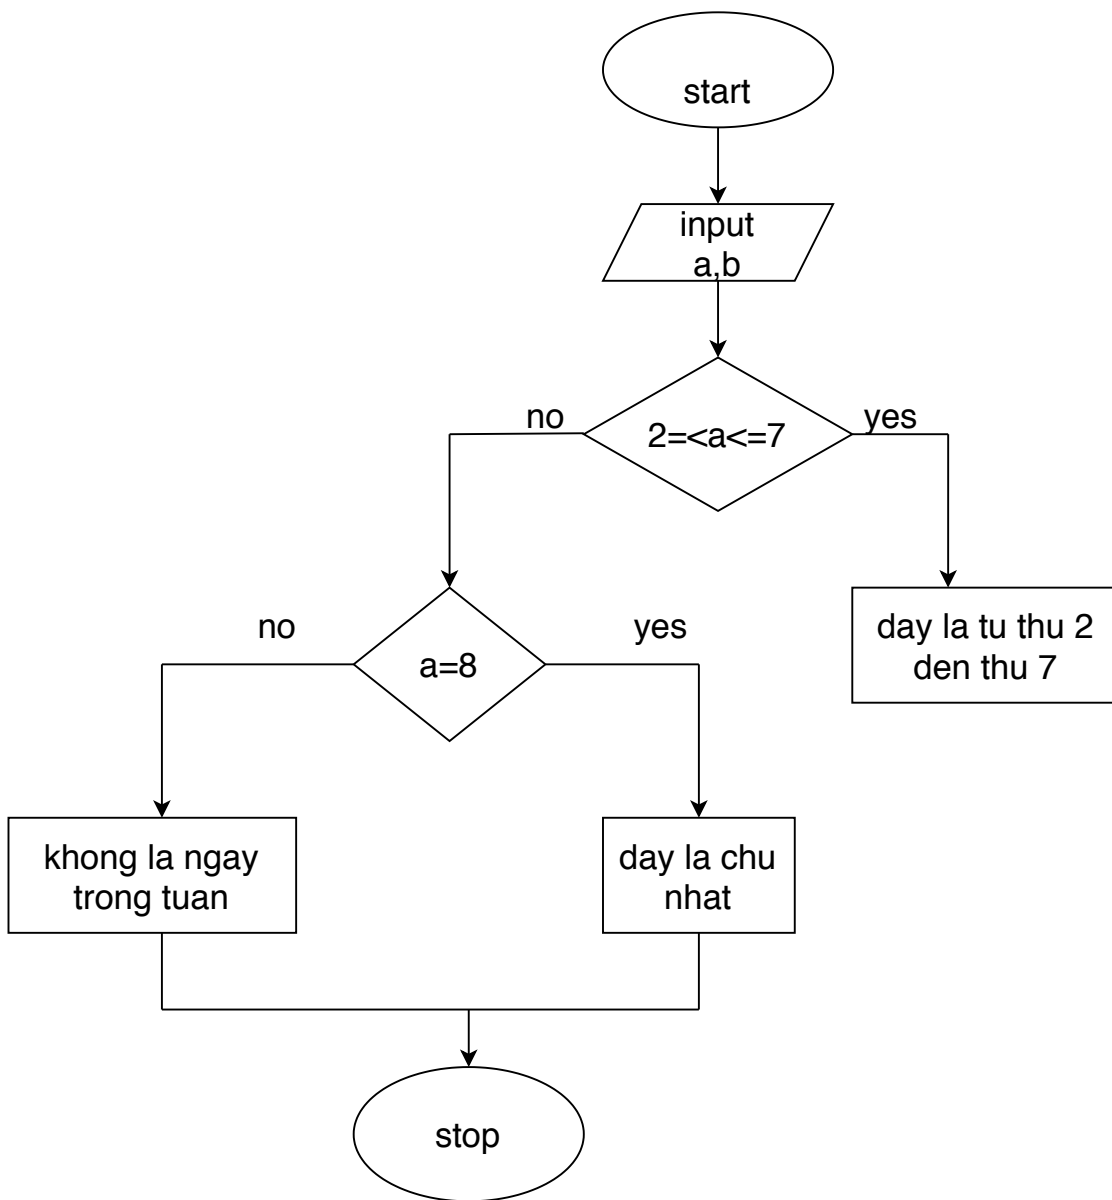 start
input
a,b
no
2=<a<=7
yes
no
a=8
yes
day la tu thu 2
den thu 7
khong la ngay
trong tuan
day la chu
nhat
stop